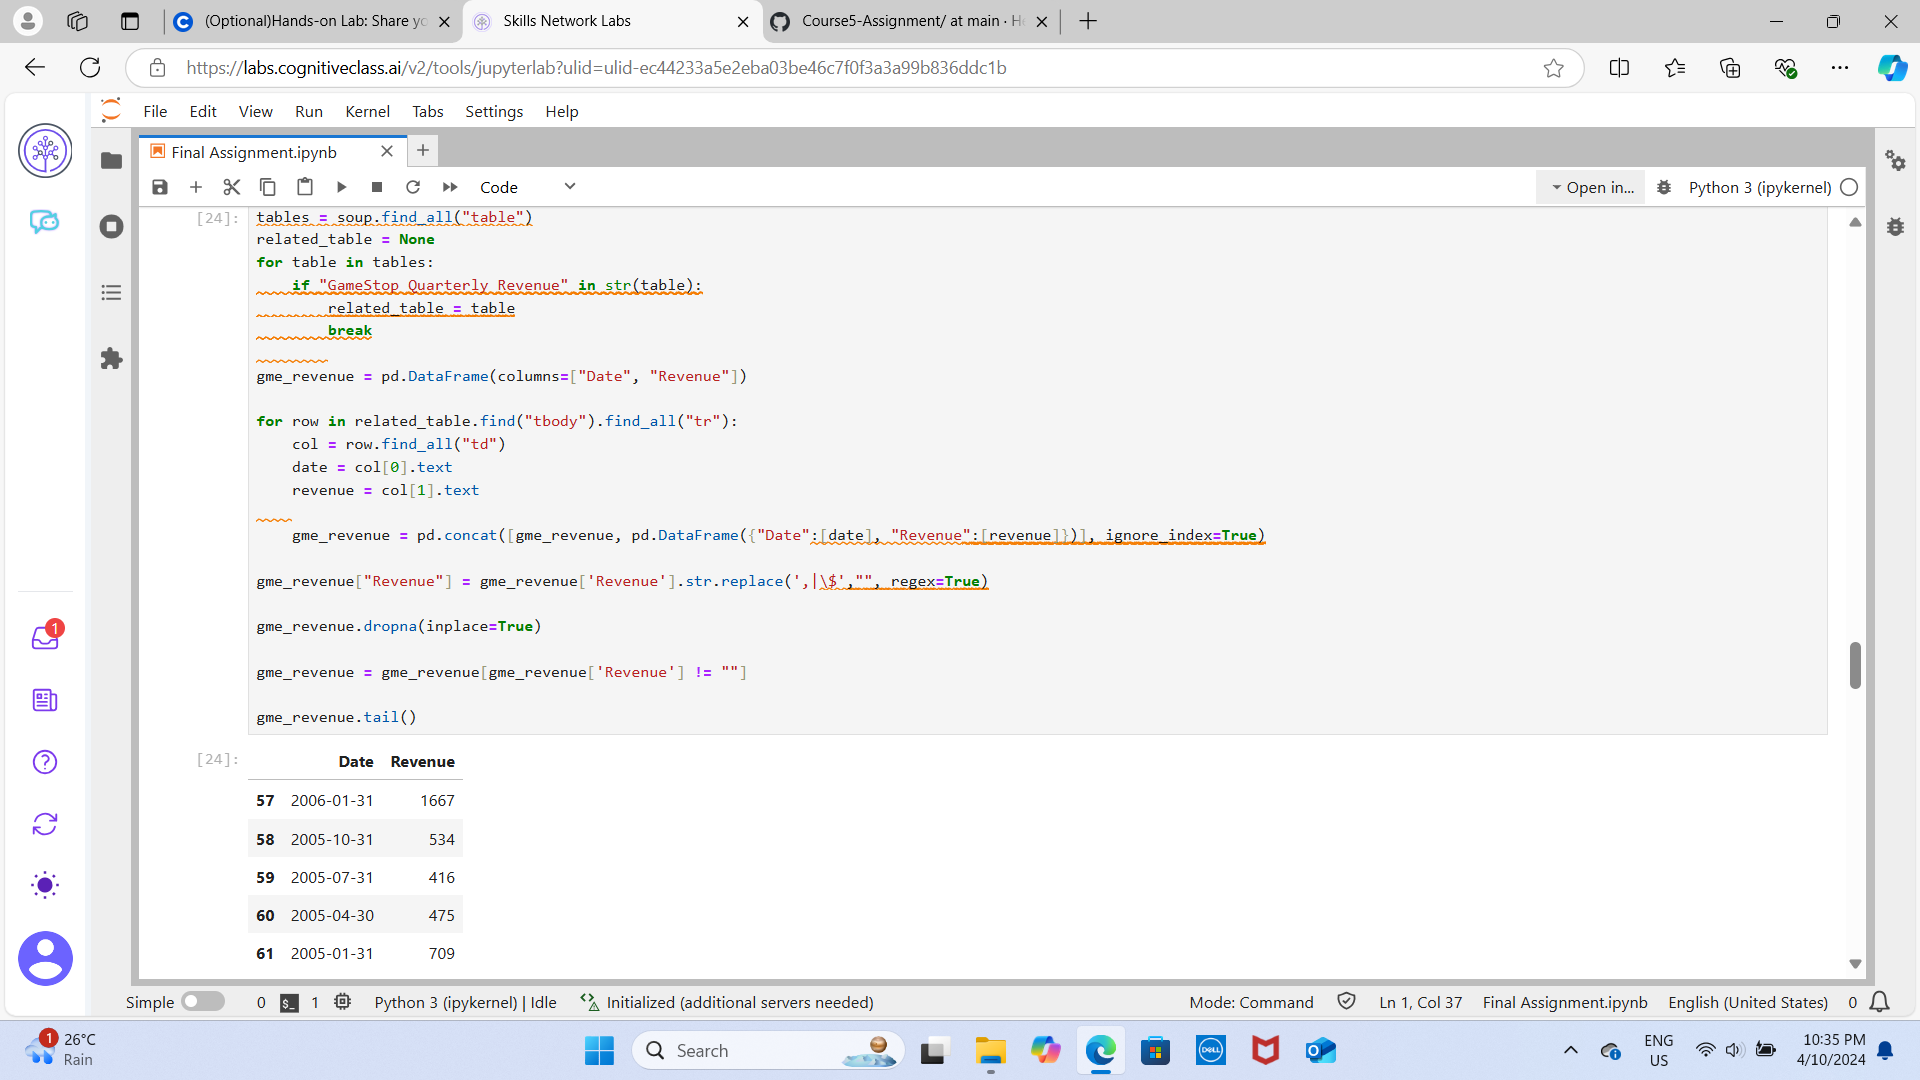 (Optional)Hands-on Lab: Share yo
Skills Network Labs
Course5-Assignment/ at main · He
https://labs.cognitiveclass.ai/v2/tools/jupyterlab?ulid=ulid-ec44233a5e2eba03be46c7f0f3a3a99b836ddc1b
File Edit View Run Kernel Tabs Settings Help
Final Assignment.ipynb
Code
Open in...
Python 3 (ipykernel)
[24]:
tables = soup.find_all("table")
related_table = None
for table in tables:
    if "GameStop Quarterly Revenue" in str(table):
        related_table = table
        break
gme_revenue = pd.DataFrame(columns=["Date", "Revenue"])
for row in related_table.find("tbody").find_all("tr"):
    col = row.find_all("td")
    date = col[0].text
    revenue = col[1].text
    gme_revenue = pd.concat([gme_revenue, pd.DataFrame({"Date":[date], "Revenue":[revenue]})], ignore_index=True)
gme_revenue["Revenue"] = gme_revenue['Revenue'].str.replace(',|\$',"", regex=True)
gme_revenue.dropna(inplace=True)
gme_revenue = gme_revenue[gme_revenue['Revenue'] != ""]
gme_revenue.tail()
[24]:
Date Revenue
57 2006-01-31 1667
58 2005-10-31 534
59 2005-07-31 416
60 2005-04-30 475
61 2005-01-31 709
1
Simple 0 1 Python 3 (ipykernel) | Idle Initialized (additional servers needed)
Mode: Command Ln 1, Col 37 Final Assignment.ipynb English (United States) 0
1
26°C
Rain
Search
DELL
ENG
US
10:35 PM
4/10/2024